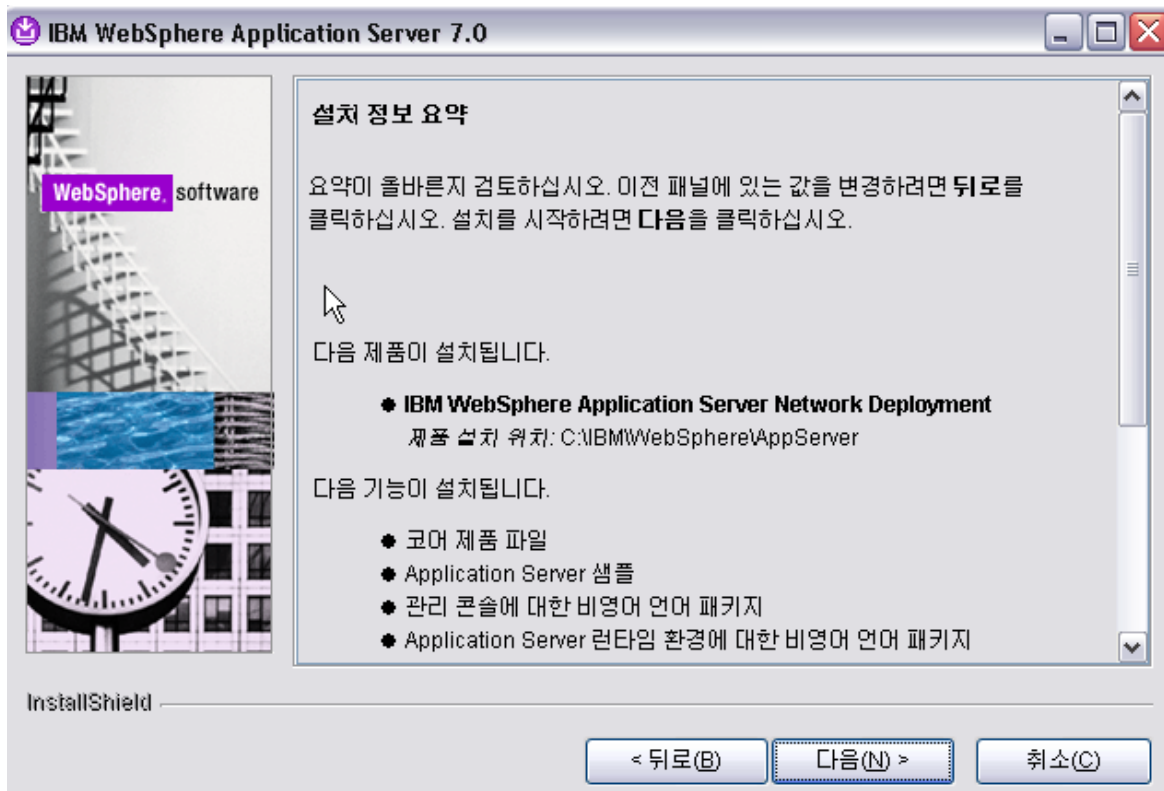 IBM WebSphere Application Server 7.0
WebSphere. software
설치 정보 요약
요약이 올바른지 검토하십시오. 이전 패널에 있는 값을 변경하려면 뒤로를
클릭하십시오. 설치를 시작하려면 다음을 클릭하십시오.
다음 제품이 설치됩니다.
● IBM WebSphere Application Server Network Deployment
제품 설치 위치: C:\IBM\WebSphere\AppServer
다음 기능이 설치됩니다.
● 코어 제품 파일
● Application Server 샘플
● 관리 콘솔에 대한 비영어 언어 패키지
● Application Server 런타임 환경에 대한 비영어 언어 패키지
InstallShield
< 뒤로(B)
다음(N) >
취소(C)